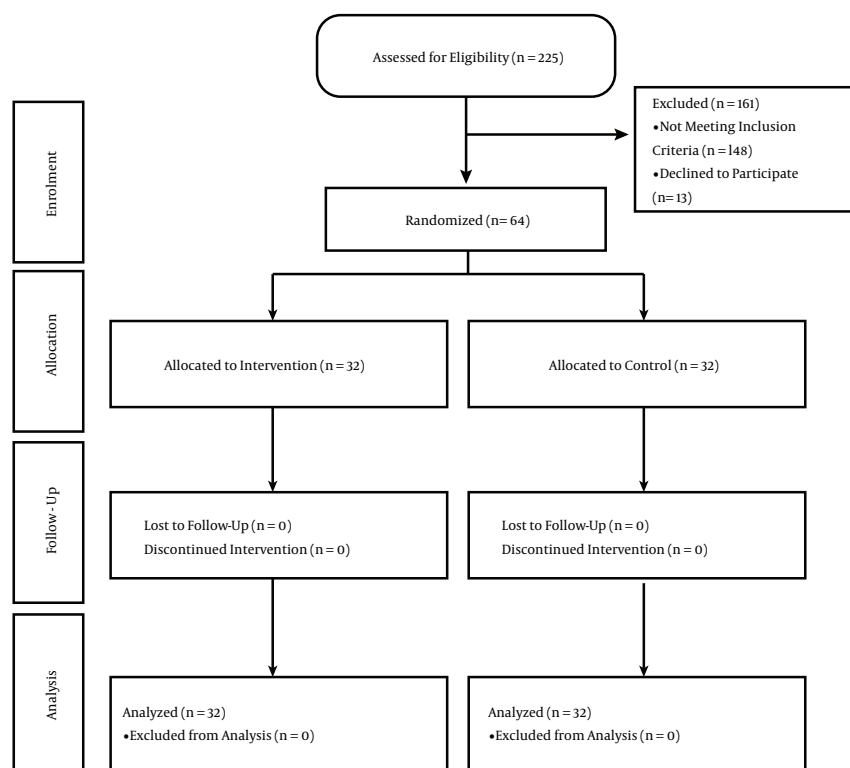 Assessed for Eligibility (n = 225)
Excluded (n = 161)
•Not Meeting Inclusion
Criteria (n = 148)
•Declined to Participate
(n= 13)
Enrolment
Randomized (n= 64)
Allocation
Allocated to Intervention (n = 32)
Allocated to Control (n = 32)
Follow - Up
Lost to Follow-Up (n = 0)
Discontinued Intervention (n = 0)
Lost to Follow-Up (n = 0)
Discontinued Intervention (n = 0)
Analysis
Analyzed (n = 32)
•Excluded from Analysis (n = 0)
Analyzed (n = 32)
•Excluded from Analysis (n = 0)